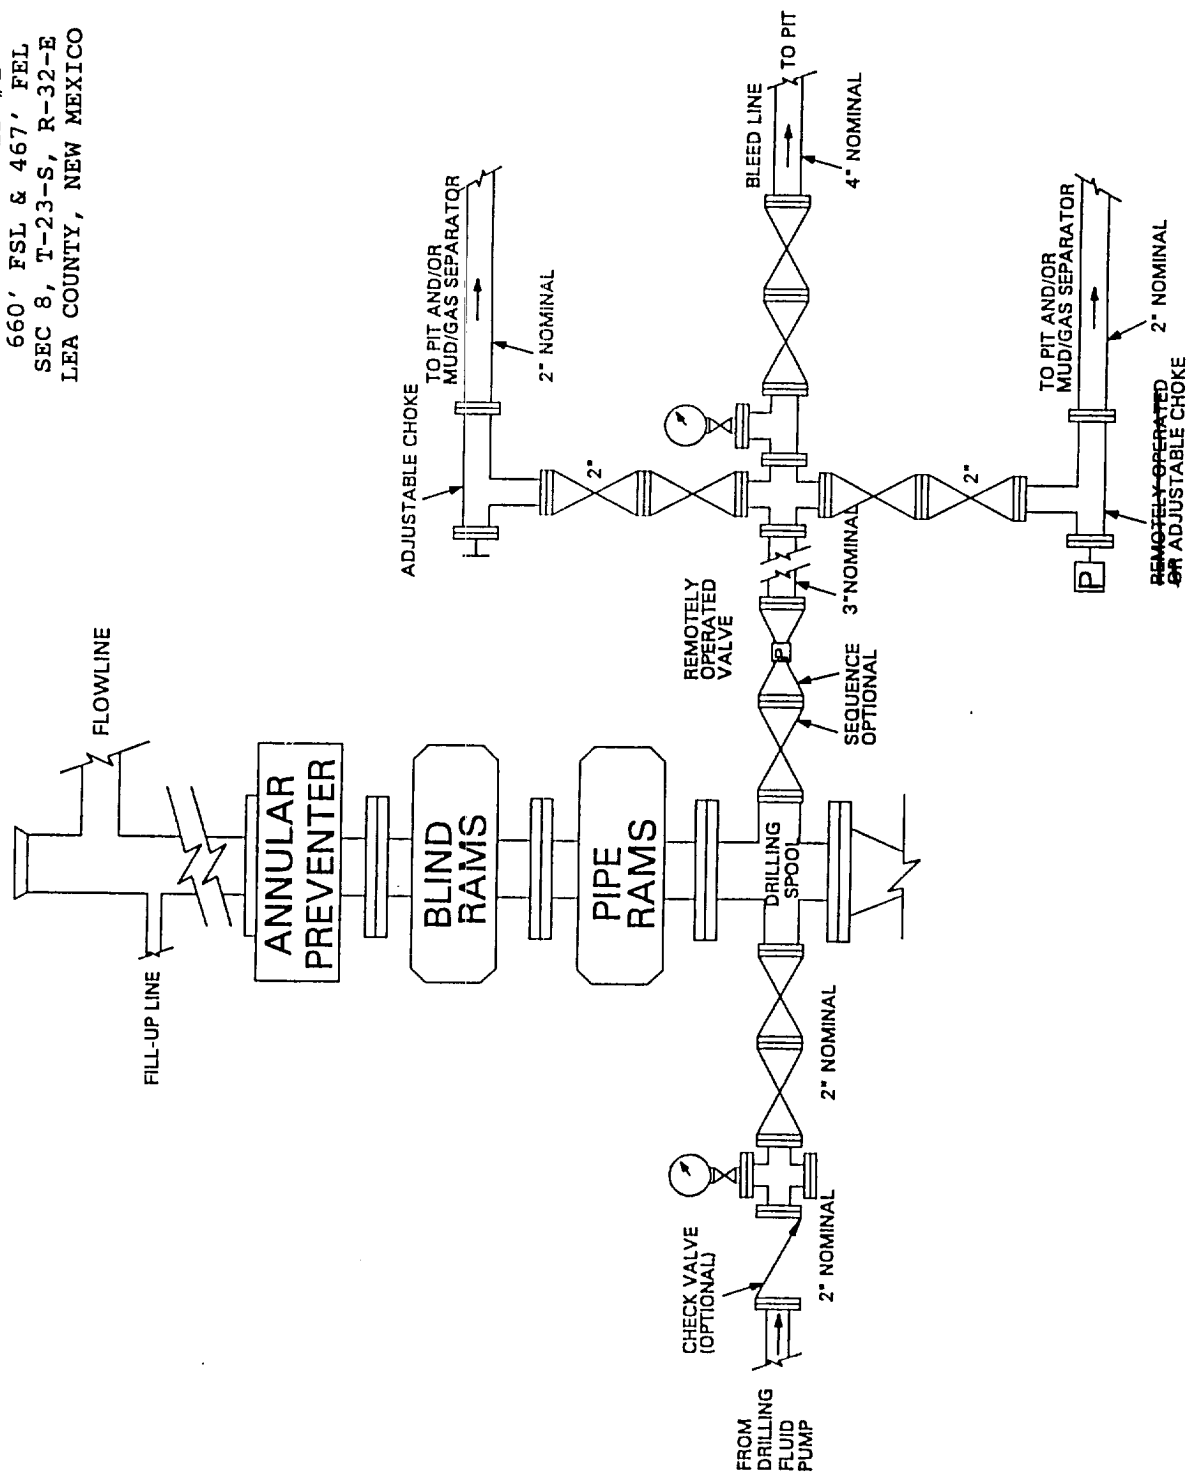 660' FSL & 467' FEL
SEC 8, T-23-S, R-32-E
LEA COUNTY, NEW MEXICO
FLOWLINE
FILL-UP LINE
ANNULAR
PREVENTER
BLIND
RAMS
PIPE
RAMS
DRILLING
SPOOL
FROM
DRILLING
FLUID
PUMP
CHECK VALVE
(OPTIONAL)
2" NOMINAL
2" NOMINAL
REMOTELY
OPERATED
VALVE
P
SEQUENCE
OPTIONAL
3" NOMINAL
ADJUSTABLE CHOKE
TO PIT AND/OR
MUD/GAS SEPARATOR
2" NOMINAL
2"
BLEED LINE
TO PIT
4" NOMINAL
2"
TO PIT AND/OR
MUD/GAS SEPARATOR
2" NOMINAL
P
REMOTELY OPERATED
OR ADJUSTABLE CHOKE